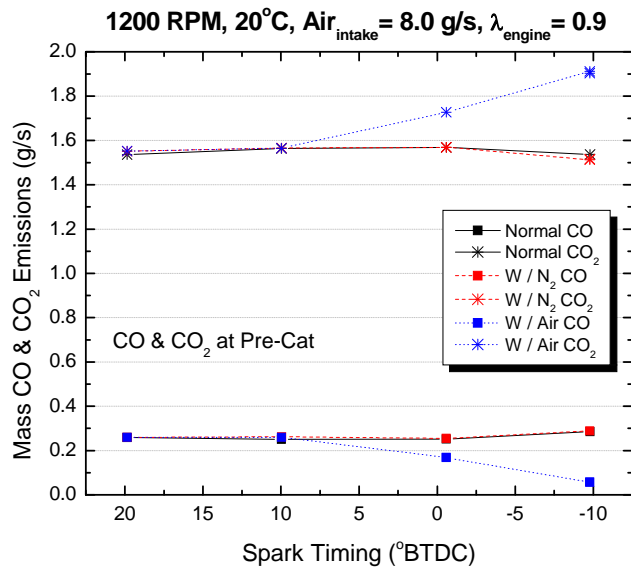 1200 RPM, 20°C, Air_intake = 8.0 g/s, λ_engine = 0.9
Mass CO & CO₂ Emissions (g/s)
2.0
1.8
1.6
1.4
1.2
1.0
0.8
0.6
0.4
0.2
0.0
Normal CO
Normal CO₂
W / N₂ CO
W / N₂ CO₂
W / Air CO
W / Air CO₂
CO & CO₂ at Pre-Cat
20 15 10 5 0 -5 -10
Spark Timing (°BTDC)